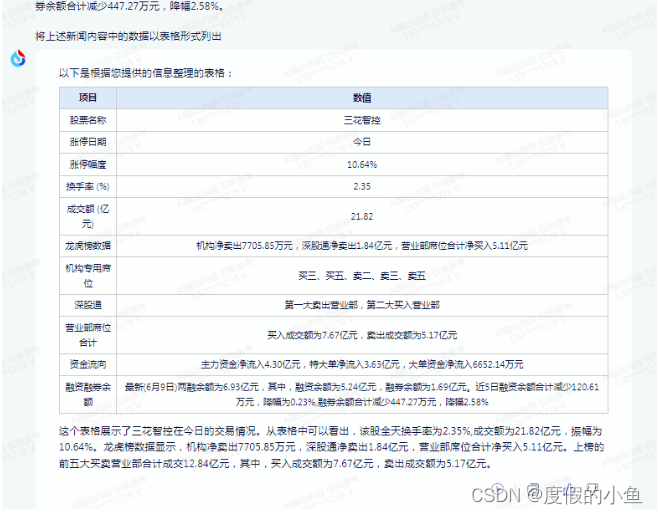 券余额合计减少447.27万元，降幅2.58%。
将上述新闻内容中的数据以表格形式列出
以下是根据您提供的信息整理的表格：
项目 数值
股票名称 三花智控
涨停日期 今日
涨停幅度 10.64%
换手率 (%) 2.35
成交额 (亿
元) 21.82
龙虎榜数据 机构净卖出7705.85万元，深股通净卖出1.84亿元，营业部席位合计净买入5.11亿元
机构专用席
位 买三、买五、卖二、卖三、卖五
深股通 第一大卖出营业部，第二大买入营业部
营业部席位
合计 买入成交额为7.67亿元，卖出成交额为5.17亿元
资金流向 主力资金净流入4.30亿元，特大单净流入3.63亿元，大单资金净流入6652.14万元
融资融券余
额 最新(6月9日)两融余额为6.93亿元，其中，融资余额为5.24亿元，融券余额为1.69亿元。近5日融资余额合计减少120.61
万元，降幅为0.23%,融券余额合计减少447.27万元，降幅2.58%
这个表格展示了三花智控在今日的交易情况。从表格中可以看出，该股全天换手率为2.35%,成交额为21.82亿元，振幅为
10.64%。龙虎榜数据显示，机构净卖出7705.85万元，深股通净卖出1.84亿元，营业部席位合计净买入5.11亿元。上榜的
前五大买卖营业部合计成交12.84亿元，其中，买入成交额为7.67亿元，卖出成交额为5.17亿元。
CSDN @度假的小鱼